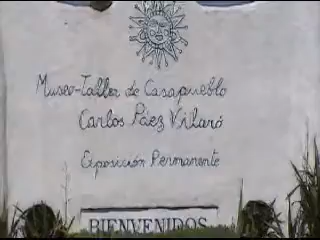 Museo-Taller de Casapueblo
Carlos Páez Vilaró
Exposición Permanente
BIENVENIDOS